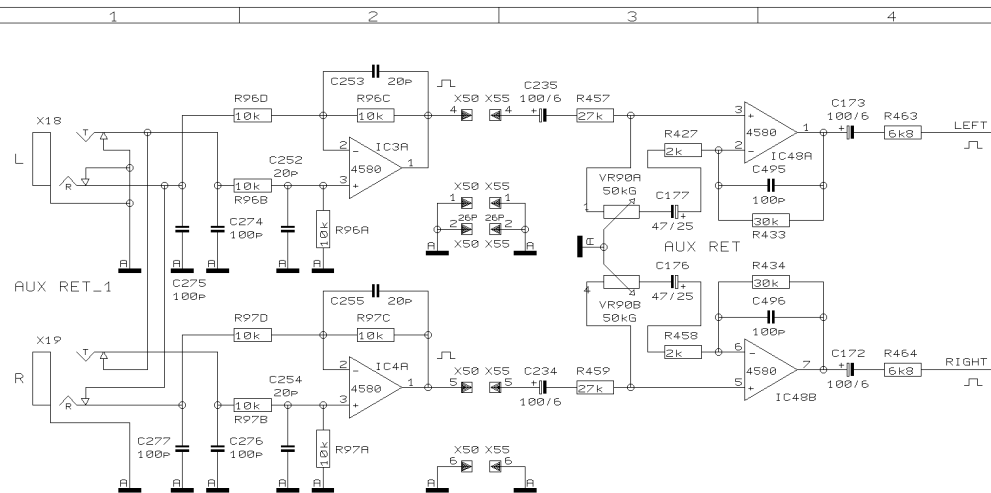 1 2 3 4
C253 20p
C235
100/6
R96D R96C X50 X55 R457 C173
100/6 R463
10k 10k 4 4 27k 3 LEFT
X18 R427 4580 1 6k8
T IC3A 2k 2 IC48A
L 2 4580 1 C495
C252
20p 3 VR90A
50kG C177 100p
R 10k X50 X55 1 30k
R96B 1 1 47/25 R433
C274
100p 10k R96A 26P 26P AUX RET
2 2
X50 X55
A A A A A A A A
C275
100p
AUX RET_1
C255 20p C176 R434
4 47/25 30k
R97D R97C VR90B
50kG C496
X19 10k 10k R458 100p
T IC4A 2k 6 C172 R464
R 2 4580 1 X50 X55 C234 R459 4580 7 6k8 RIGHT
C254
20p 3 5 5 100/6 27k 5 IC48B 100/6
R 10k
R97B
C277
100p C276
100p 10k R97A X50 X55
6 6
A A A A A A A